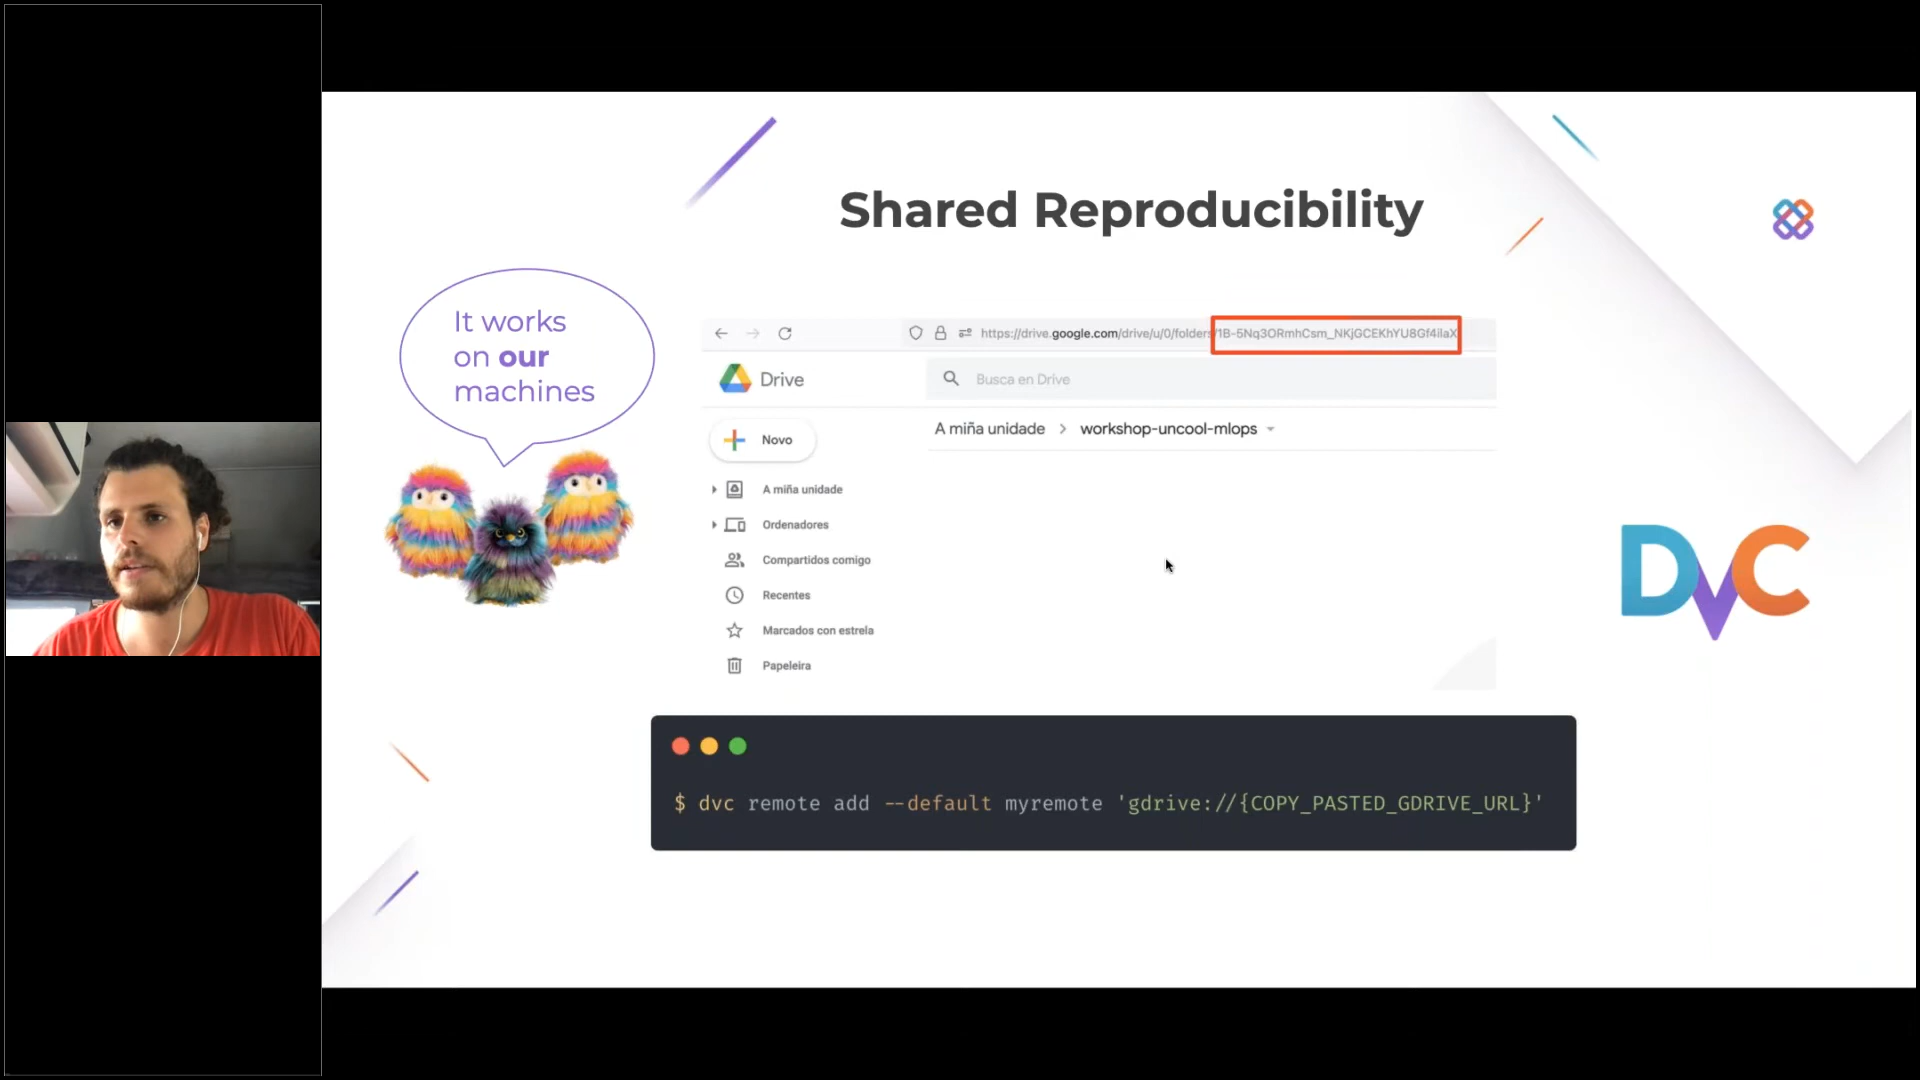 Shared Reproducibility
It works
on our
machines
https://drive.google.com/drive/u/0/folders/1B-5Nq3ORmhCsm_NKjGCEKhYU8Gf4ilaX
Drive
Busca en Drive
Novo
A miña unidade > workshop-uncool-mlops
A miña unidade
Ordenadores
Compartidos comigo
Recentes
Marcados con estrela
Papeleira
DVC
$ dvc remote add --default myremote 'gdrive://{COPY_PASTED_GDRIVE_URL}'